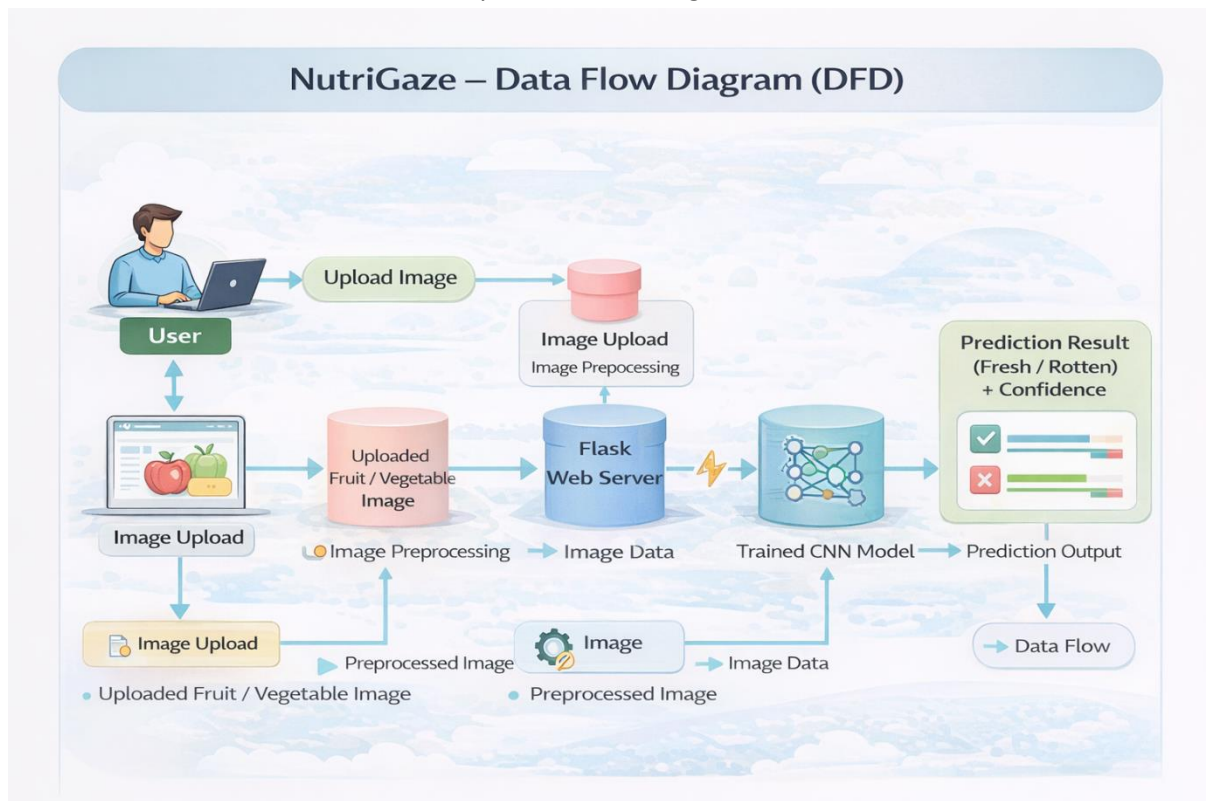 NutriGaze – Data Flow Diagram (DFD)
Upload Image
User
Image Upload
Image Prepocessing
Prediction Result
(Fresh / Rotten)
+ Confidence
Uploaded
Fruit / Vegetable
Image
Flask
Web Server
Image Upload
Image Preprocessing
Image Data
Trained CNN Model
Prediction Output
Image Upload
Preprocessed Image
Image
Image Data
Data Flow
Uploaded Fruit / Vegetable Image
Preprocessed Image